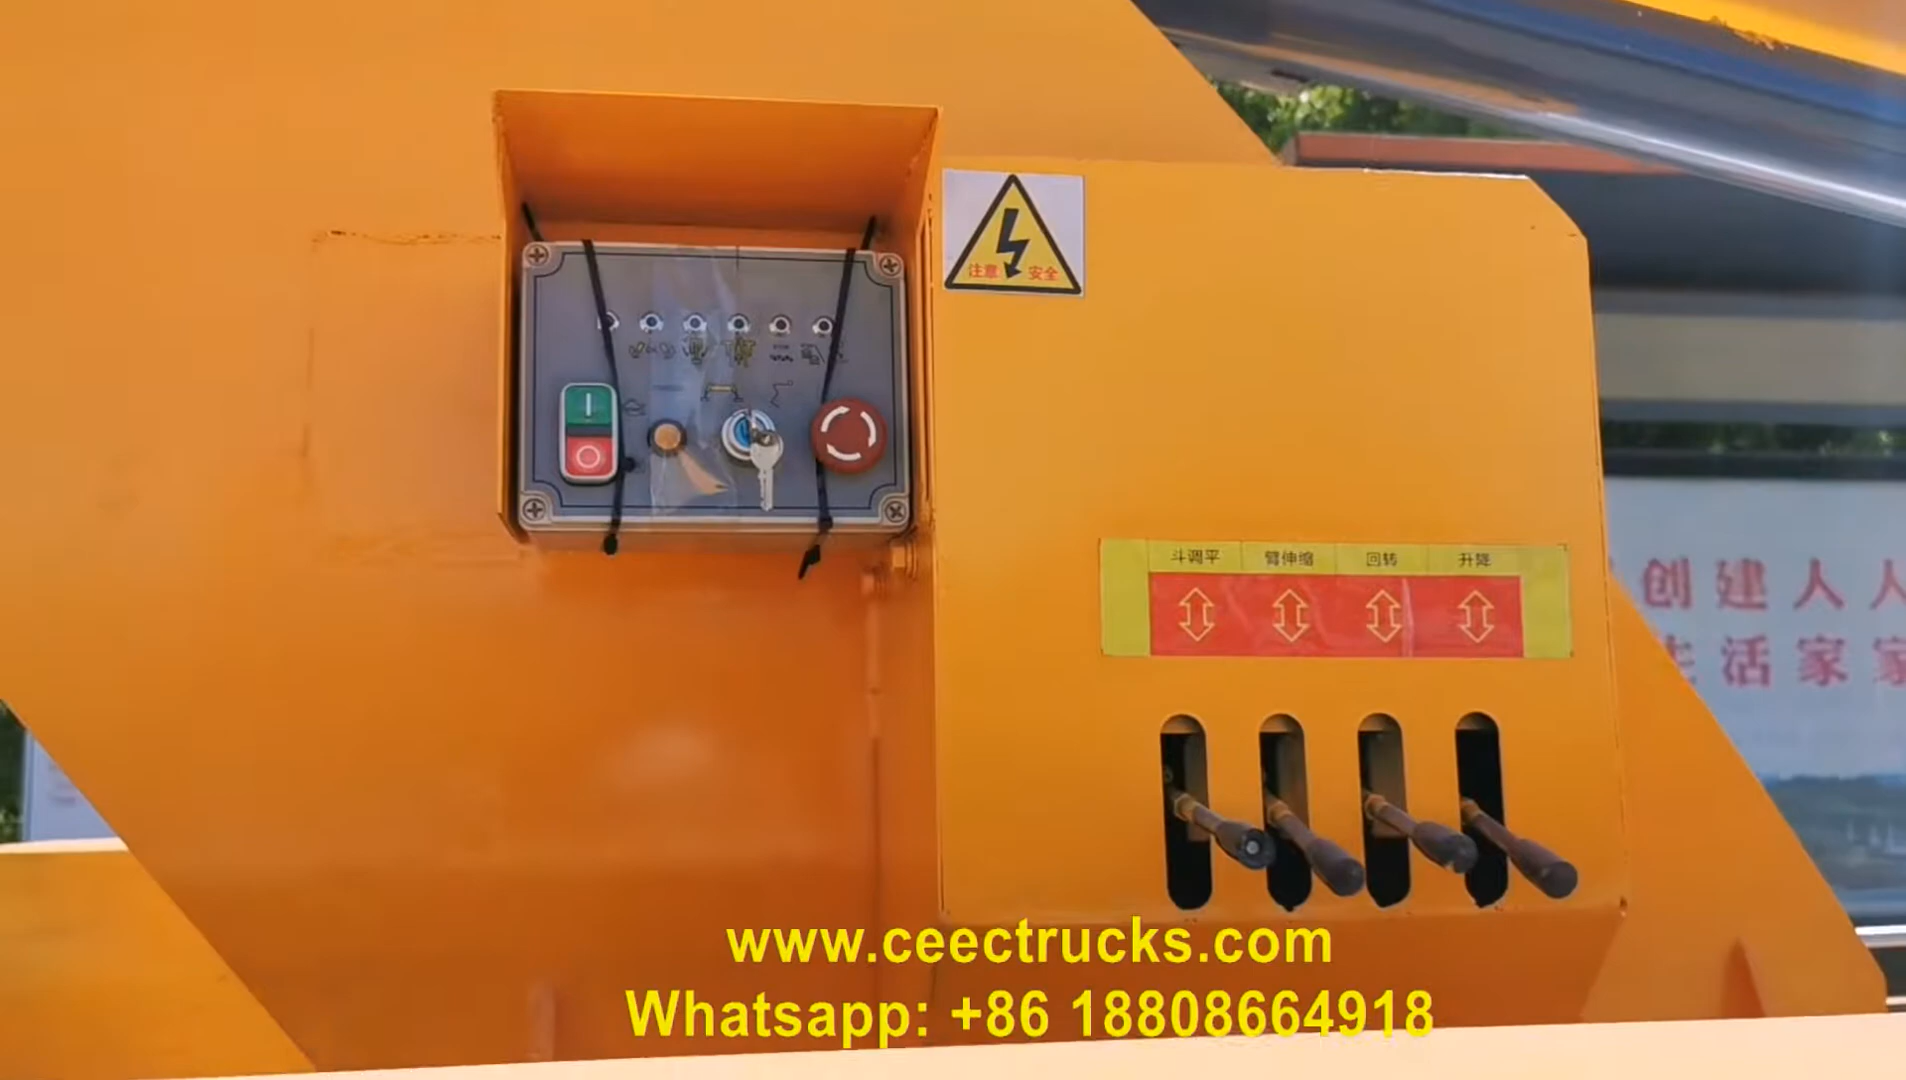 注意 安全
斗调平 臂伸缩 回转 升降
创建人人
生活家家
www.ceectrucks.com
Whatsapp: +86 18808664918